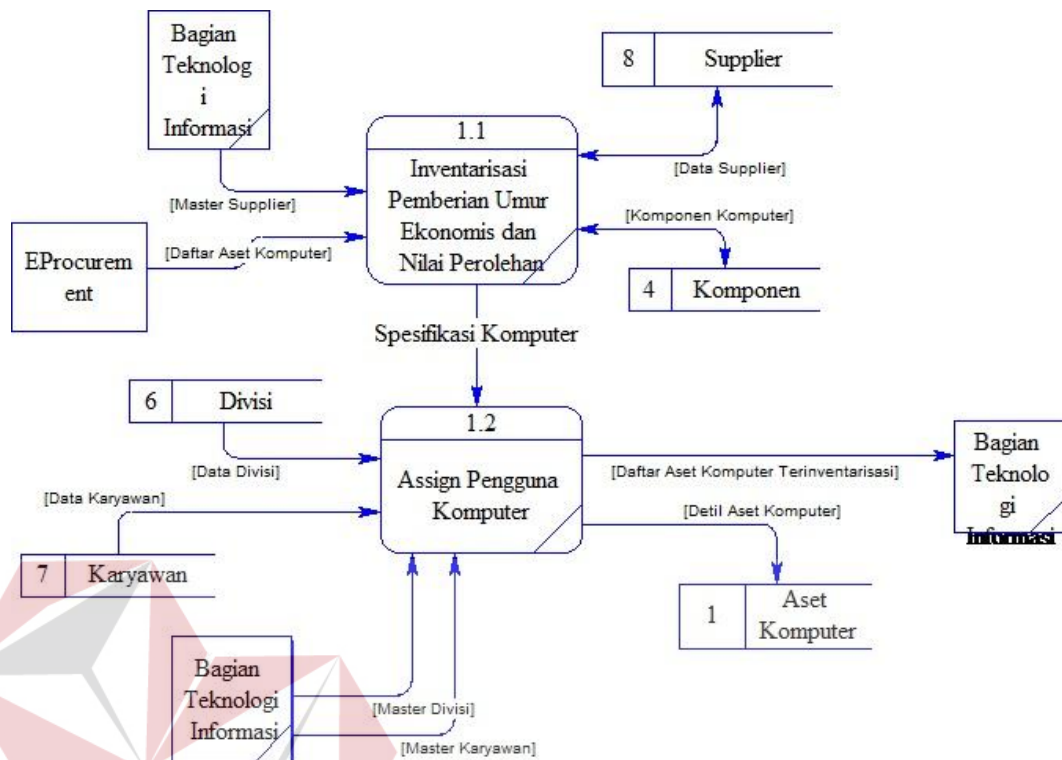 Bagian
Teknolog
i
Informasi
8 Supplier
1.1
Inventarisasi
Pemberian Umur
Ekonomis dan
Nilai Perolehan
[Data Supplier]
[Master Supplier]
[Komponen Komputer]
EProcurem
ent
[Daftar Aset Komputer]
4 Komponen
Spesifikasi Komputer
6 Divisi
1.2
Assign Pengguna
Komputer
[Data Divisi]
[Daftar Aset Komputer Terinventarisasi]
Bagian
Teknolo
gi
Informasi
[Data Karyawan]
[Detil Aset Komputer]
7 Karyawan
1 Aset
Komputer
Bagian
Teknologi
Informasi
[Master Divisi]
[Master Karyawan]